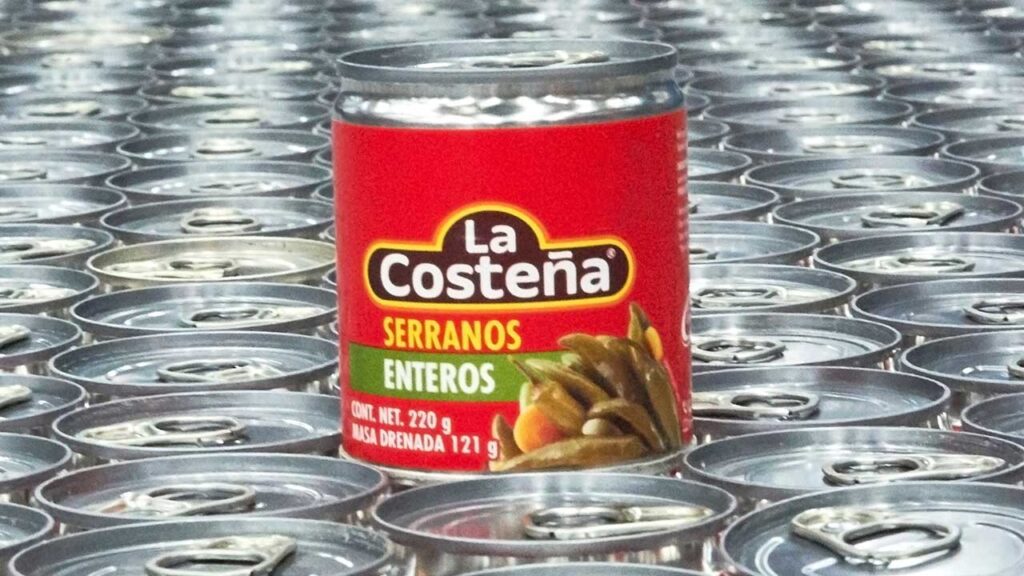 La
Costeña®
SERRANOS
ENTEROS
CONT. NET. 220 g
MASA DRENADA 121 g